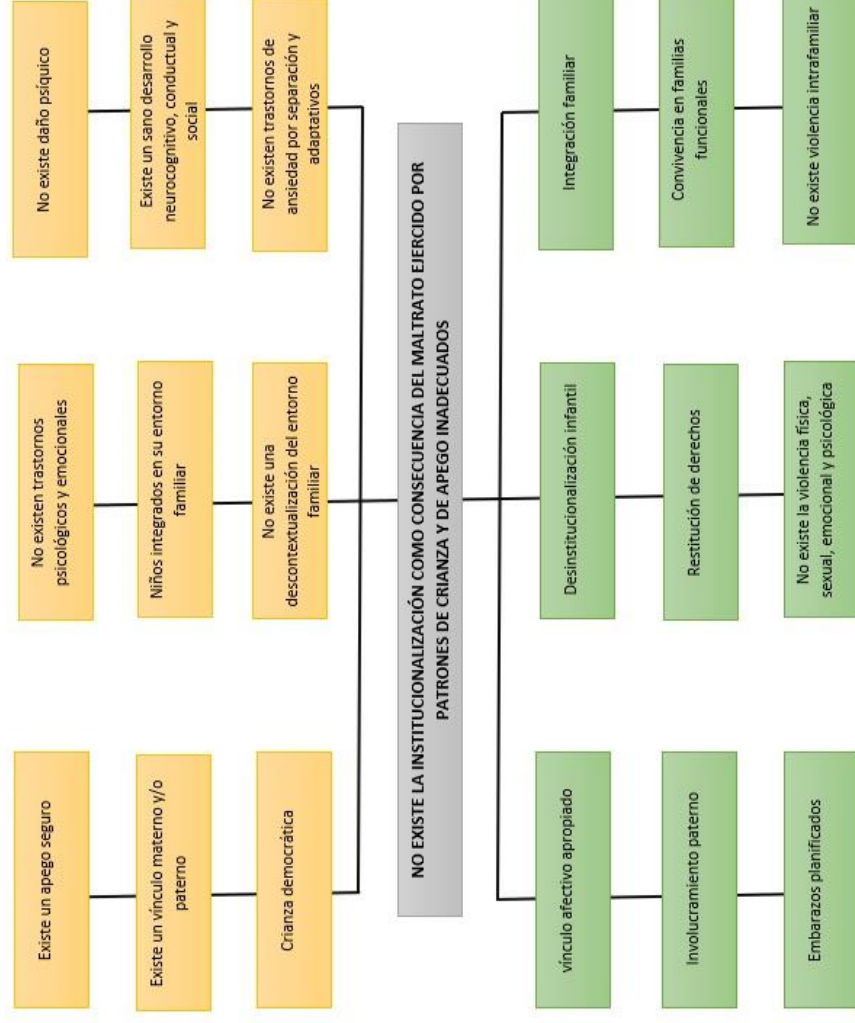 Existe un apego seguro
No existen trastornos
psicológicos y emocionales
No existe daño psíquico
Existe un vínculo materno y/o
paterno
Niños integrados en su entorno
familiar
Existe un sano desarrollo
neurocognitivo, conductual y
social
Crianza democrática
No existe una
descontextualización del entorno
familiar
No existen trastornos de
ansiedad por separación y
adaptativos
NO EXISTE LA INSTITUCIONALIZACIÓN COMO CONSECUENCIA DEL MALTRATO EJERCIDO POR
PATRONES DE CRIANZA Y DE APEGO INADECUADOS
vínculo afectivo apropiado
Desinstitucionalización infantil
Integración familiar
Involucramiento paterno
Restitución de derechos
Convivencia en familias
funcionales
Embarazos planificados
No existe la violencia física,
sexual, emocional y psicológica
No existe violencia intrafamiliar